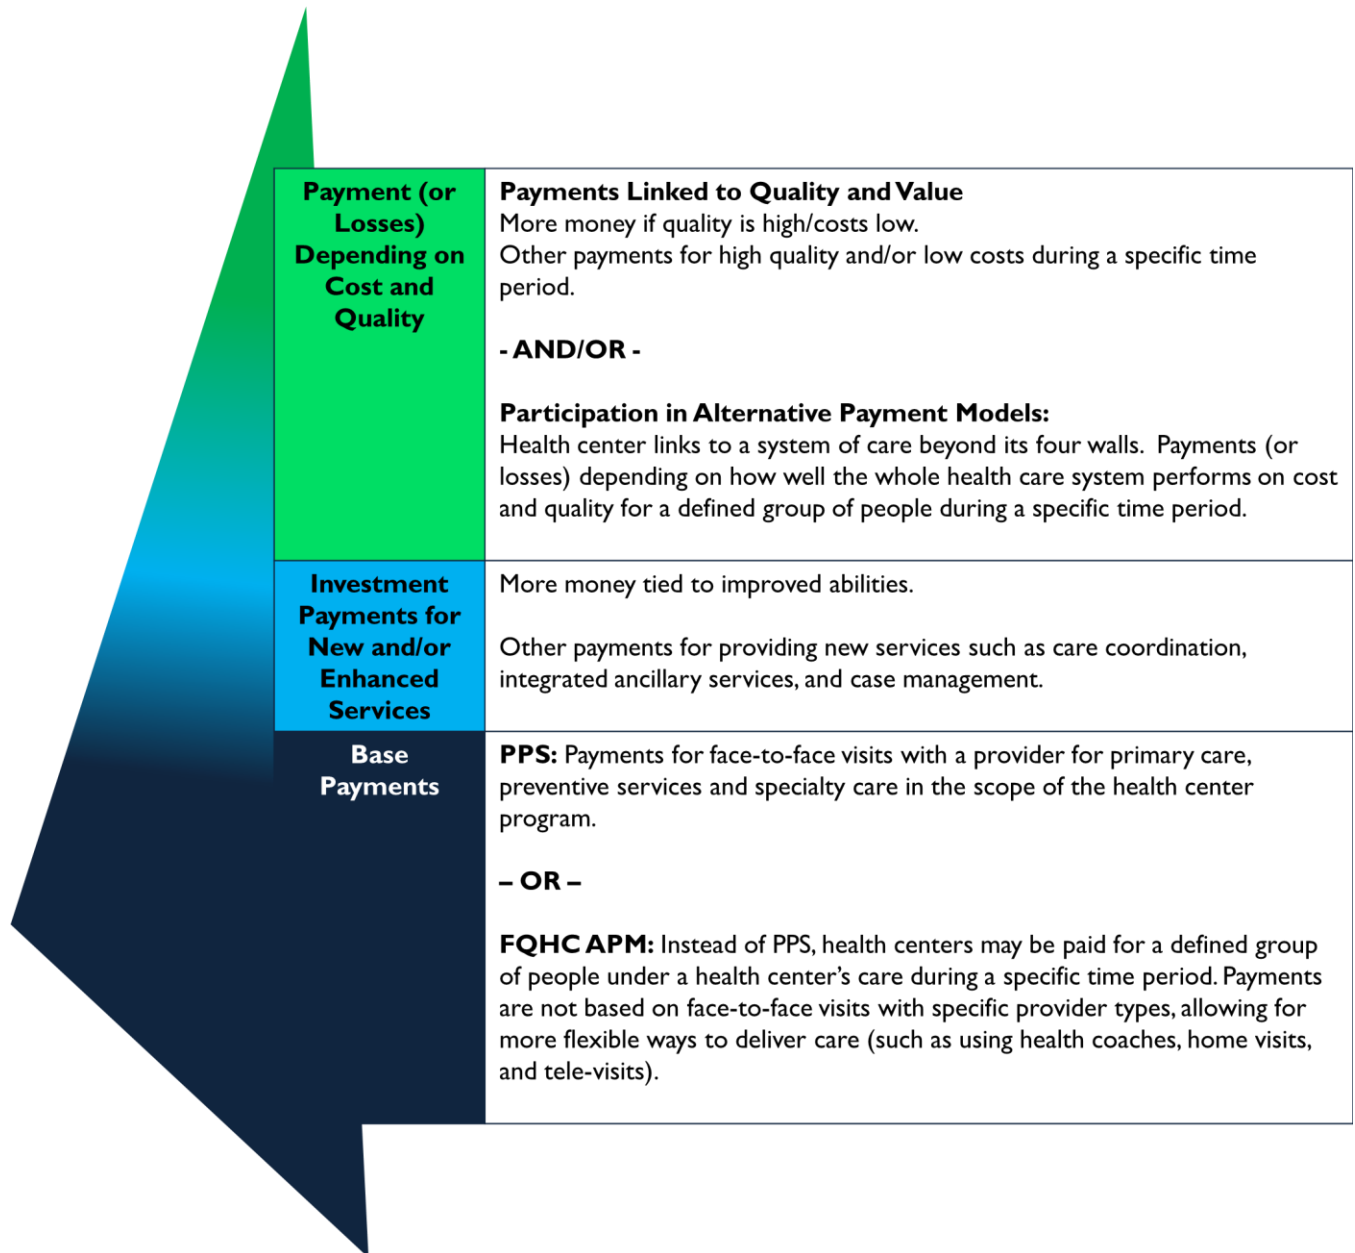 Payment (or
Losses)
Depending on
Cost and
Quality
Payments Linked to Quality and Value
More money if quality is high/costs low.
Other payments for high quality and/or low costs during a specific time
period.
- AND/OR -
Participation in Alternative Payment Models:
Health center links to a system of care beyond its four walls.  Payments (or
losses) depending on how well the whole health care system performs on cost
and quality for a defined group of people during a specific time period.
Investment
Payments for
New and/or
Enhanced
Services
More money tied to improved abilities.
Other payments for providing new services such as care coordination,
integrated ancillary services, and case management.
Base
Payments
PPS: Payments for face-to-face visits with a provider for primary care,
preventive services and specialty care in the scope of the health center
program.
– OR –
FQHC APM: Instead of PPS, health centers may be paid for a defined group
of people under a health center’s care during a specific time period. Payments
are not based on face-to-face visits with specific provider types, allowing for
more flexible ways to deliver care (such as using health coaches, home visits,
and tele-visits).